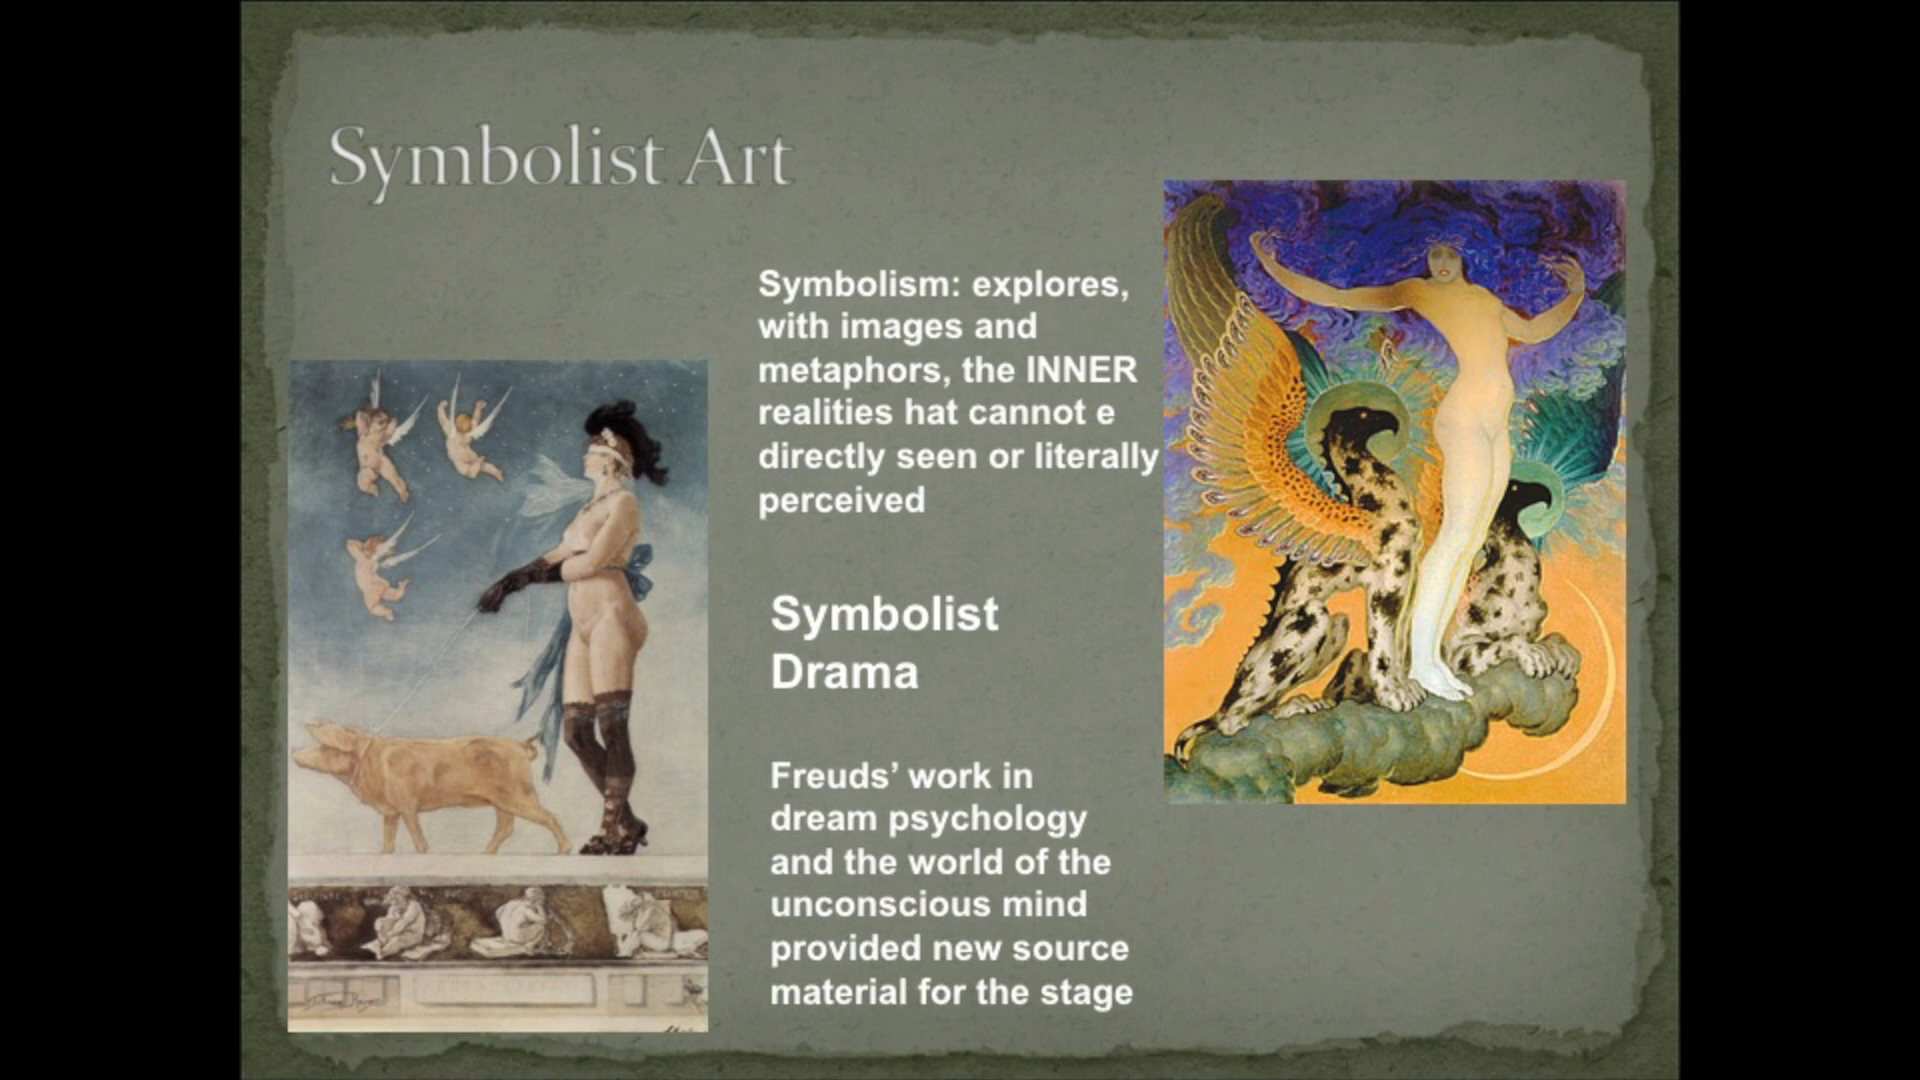 Symbolist Art
Symbolism: explores,
with images and
metaphors, the INNER
realities hat cannot e
directly seen or literally
perceived
Symbolist
Drama
Freuds’ work in
dream psychology
and the world of the
unconscious mind
provided new source
material for the stage